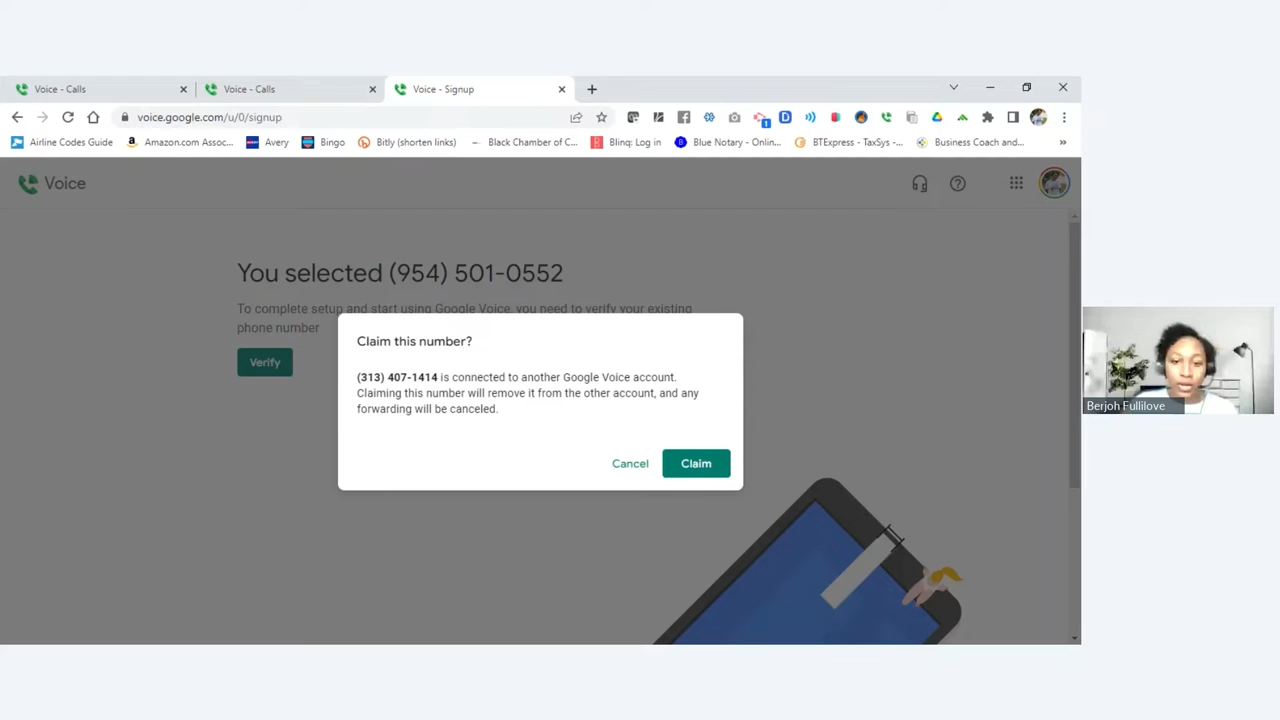 Voice - Calls
Voice - Calls
Voice - Signup
voice.google.com/u/0/signup
Airline Codes Guide
Amazon.com Assoc...
Avery
Bingo
Bitly (shorten links)
Black Chamber of C...
Blinq: Log in
Blue Notary - Onlin...
BTExpress - TaxSys -...
Business Coach and...
»
Voice
You selected (954) 501-0552
To complete setup and start using Google Voice, you need to verify your existing
phone number
Verify
Claim this number?
(313) 407-1414 is connected to another Google Voice account.
Claiming this number will remove it from the other account, and any
forwarding will be canceled.
Cancel
Claim
Berjoh Fullilove